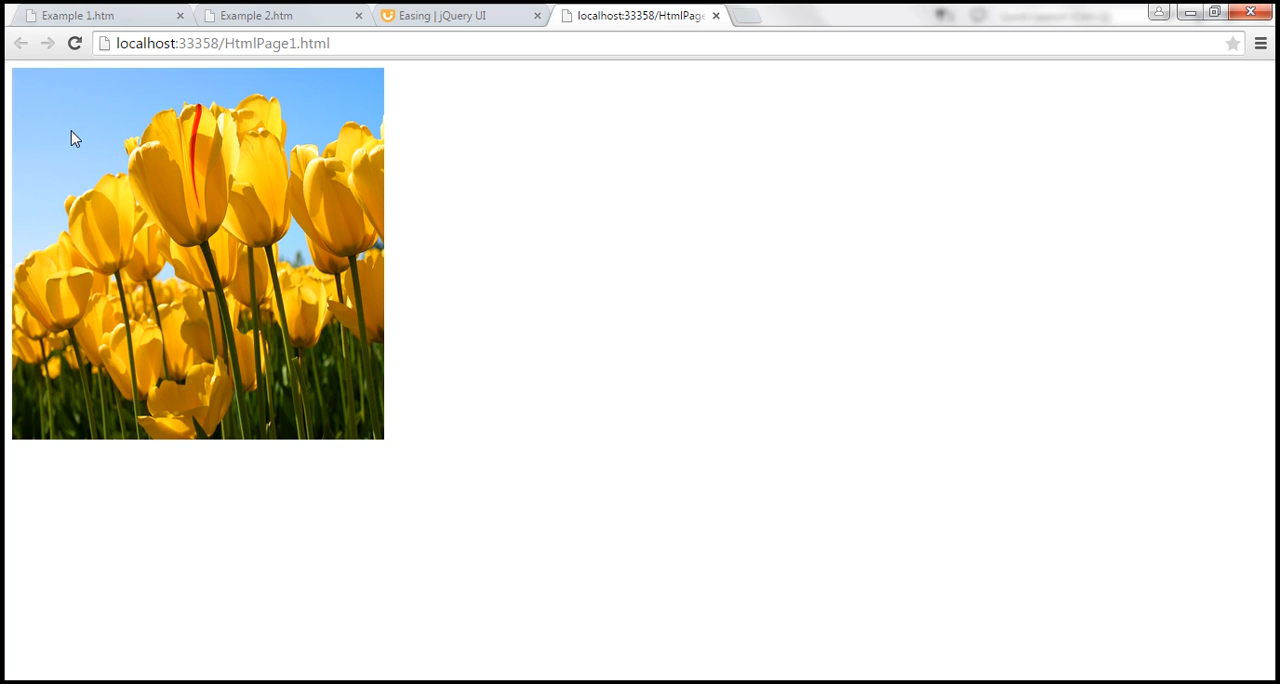 Example 1.htm
Example 2.htm
Easing | jQuery UI
localhost:33358/HtmlPage
localhost:33358/HtmlPage1.html